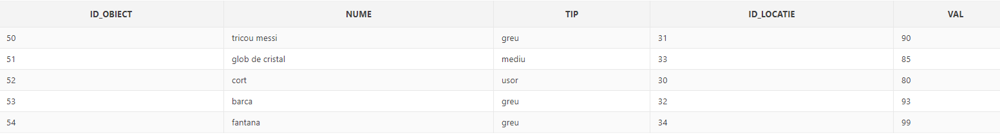 ID_OBIECT NUME TIP ID_LOCATIE VAL
50 tricou messi greu 31 90
51 glob de cristal mediu 33 85
52 cort usor 30 80
53 barca greu 32 93
54 fantana greu 34 99